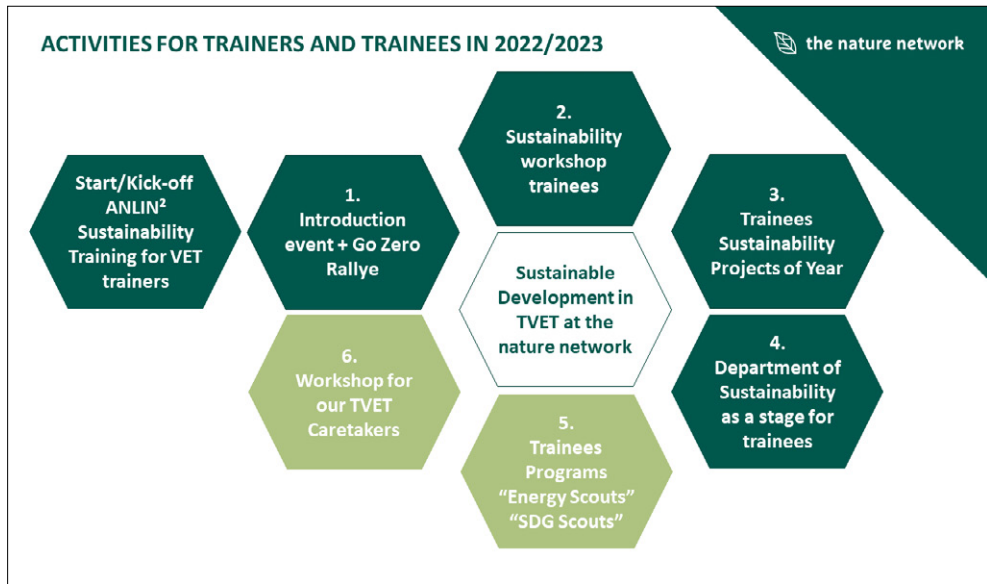 ACTIVITIES FOR TRAINERS AND TRAINEES IN 2022/2023
the nature network
Start/Kick-off
ANLIN²
Sustainability
Training for VET
trainers
1.
Introduction
event + Go Zero
Rallye
2.
Sustainability
workshop
trainees
3.
Trainees
Sustainability
Projects of Year
Sustainable
Development in
TVET at the
nature network
4.
Department of
Sustainability
as a stage for
trainees
5.
Trainees
Programs
“Energy Scouts”
“SDG Scouts”
6.
Workshop for
our TVET
Caretakers